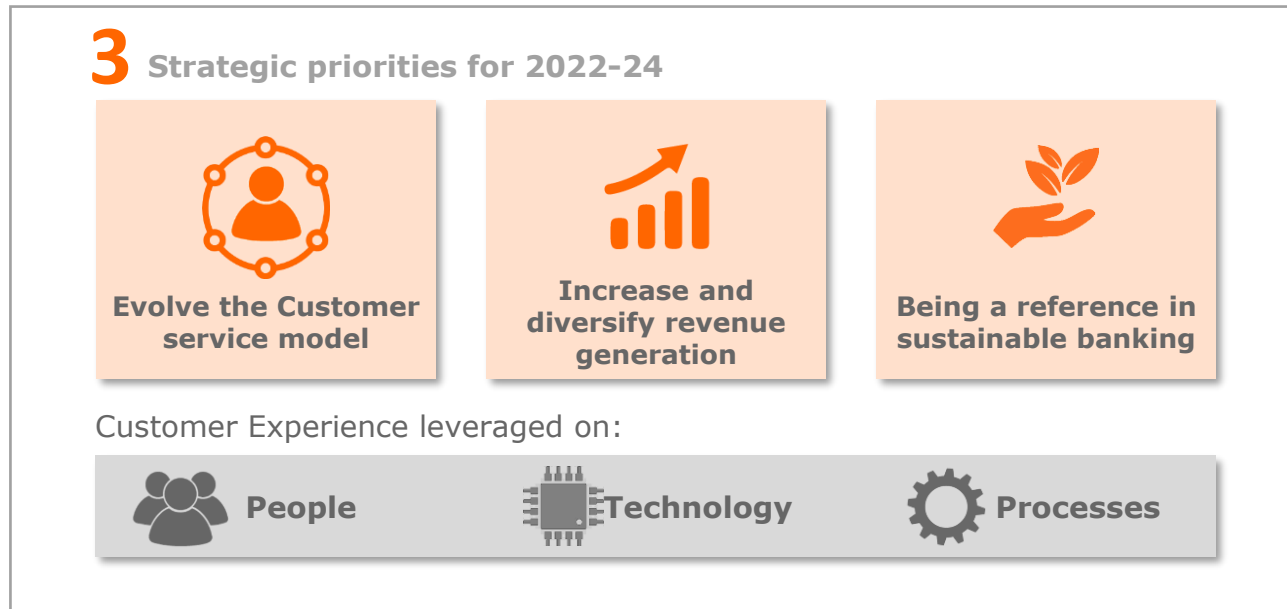 3 Strategic priorities for 2022-24
Evolve the Customer
service model
Increase and
diversify revenue
generation
Being a reference in
sustainable banking
Customer Experience leveraged on:
People
Technology
Processes